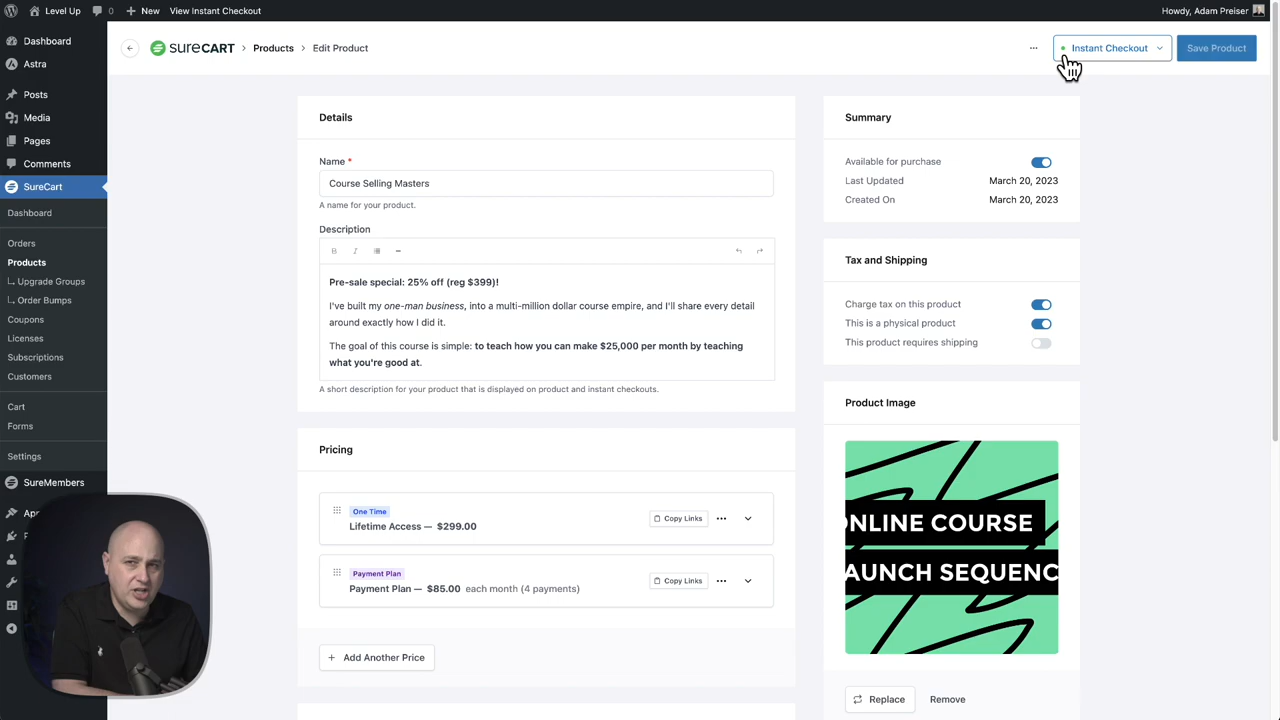 Level Up
0
New
View Instant Checkout
Howdy, Adam Preiser
Dashboard
Astra
Posts
Media
Pages
Comments
SureCart
Dashboard
Orders
Products
Upgrade Groups
Order Bumps
Coupons
Licenses
Subscriptions
Customers
Cart
Forms
Settings
SureMembers
SURECART
Products
Edit Product
Instant Checkout
Save Product
Details
Name *
Course Selling Masters
A name for your product.
Description
B I
Pre-sale special: 25% off (reg $399)!
I've built my one-man business, into a multi-million dollar course empire, and I'll share every detail
around exactly how I did it.
The goal of this course is simple: to teach how you can make $25,000 per month by teaching
what you're good at.
A short description for your product that is displayed on product and instant checkouts.
Pricing
One Time
Lifetime Access — $299.00
Copy Links
Payment Plan
Payment Plan — $85.00 each month (4 payments)
Copy Links
+ Add Another Price
Summary
Available for purchase
Last Updated March 20, 2023
Created On March 20, 2023
Tax and Shipping
Charge tax on this product
This is a physical product
This product requires shipping
Product Image
ONLINE COURSE
LAUNCH SEQUENC
Replace
Remove